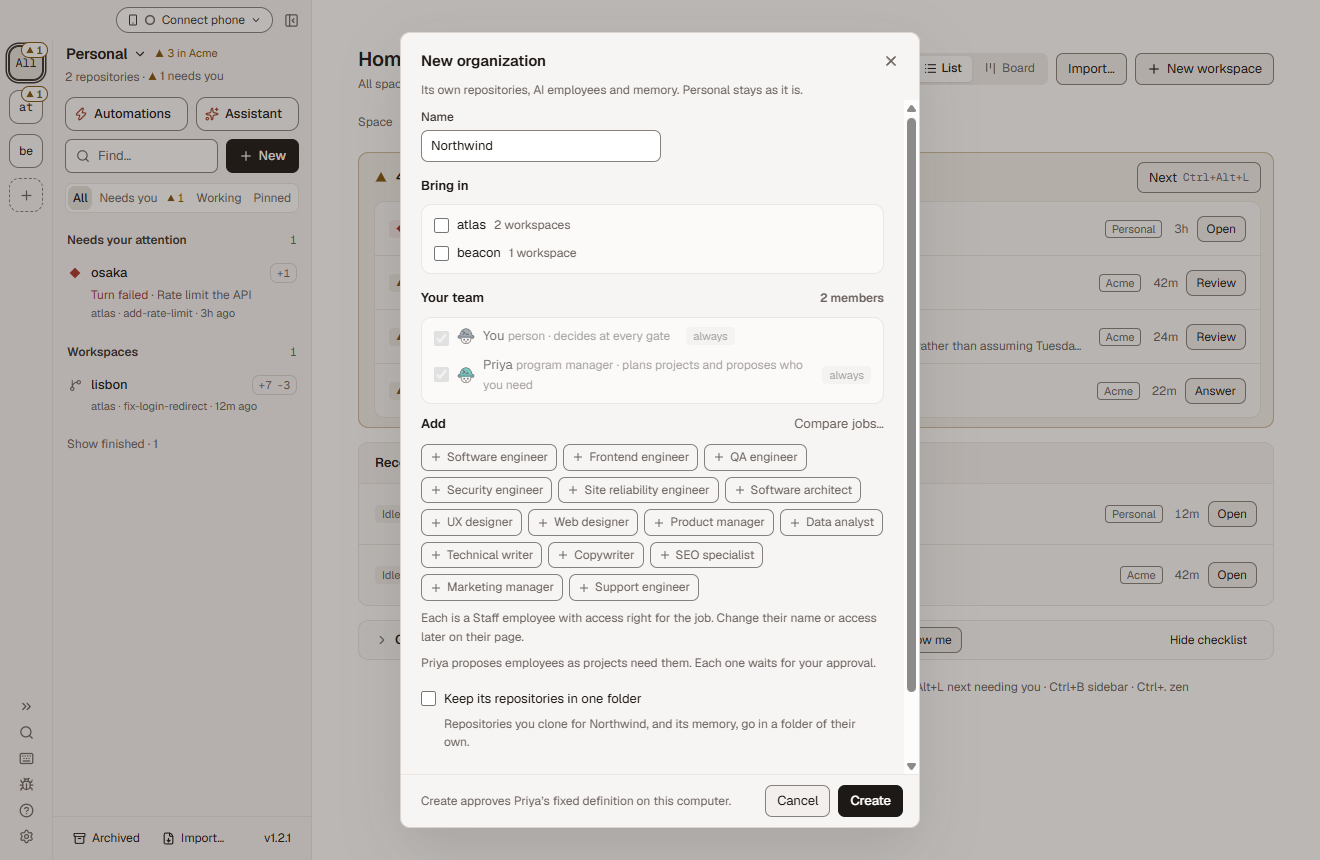 Connect phone
1
All
1
at
be
Personal
3 in Acme
2 repositories · 1 needs you
Automations
Assistant
Find…
New
All
Needs you 1
Working
Pinned
Needs your attention
1
osaka
+1
Turn failed · Rate limit the API
atlas · add-rate-limit · 3h ago
Workspaces
1
lisbon
+7 -3
atlas · fix-login-redirect · 12m ago
Show finished · 1
Archived
Import…
v1.2.1
List
Board
Import…
New workspace
Space
Next Ctrl+Alt+L
Personal
3h
Open
Acme
42m
Review
rather than assuming Tuesda…
Acme
24m
Review
Acme
22m
Answer
Idle
Personal
12m
Open
Idle
Acme
42m
Open
Hide checklist
Alt+L next needing you · Ctrl+B sidebar · Ctrl+. zen
New organization
Its own repositories, AI employees and memory. Personal stays as it is.
Name
Northwind
Bring in
atlas 2 workspaces
beacon 1 workspace
Your team
2 members
You person · decides at every gate
always
Priya program manager · plans projects and proposes who
you need
always
Add
Compare jobs…
Software engineer
Frontend engineer
QA engineer
Security engineer
Site reliability engineer
Software architect
UX designer
Web designer
Product manager
Data analyst
Technical writer
Copywriter
SEO specialist
Marketing manager
Support engineer
Each is a Staff employee with access right for the job. Change their name or access
later on their page.
Priya proposes employees as projects need them. Each one waits for your approval.
Keep its repositories in one folder
Repositories you clone for Northwind, and its memory, go in a folder of their
own.
Create approves Priya's fixed definition on this computer.
Cancel
Create